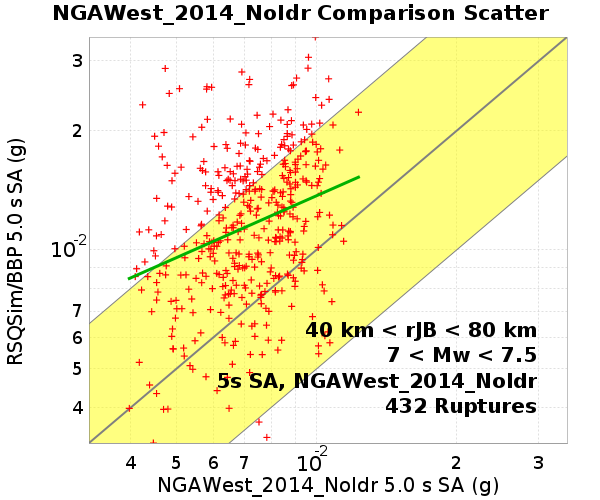 NGAWest_2014_NoIdr Comparison Scatter
RSQSim/BBP 5.0 s SA (g)
3
2
10-2
7
6
5
4
40 km < rJB < 80 km
7 < Mw < 7.5
5s SA, NGAWest_2014_NoIdr
432 Ruptures
4 5 6 7 10-2 2 3
NGAWest_2014_NoIdr 5.0 s SA (g)